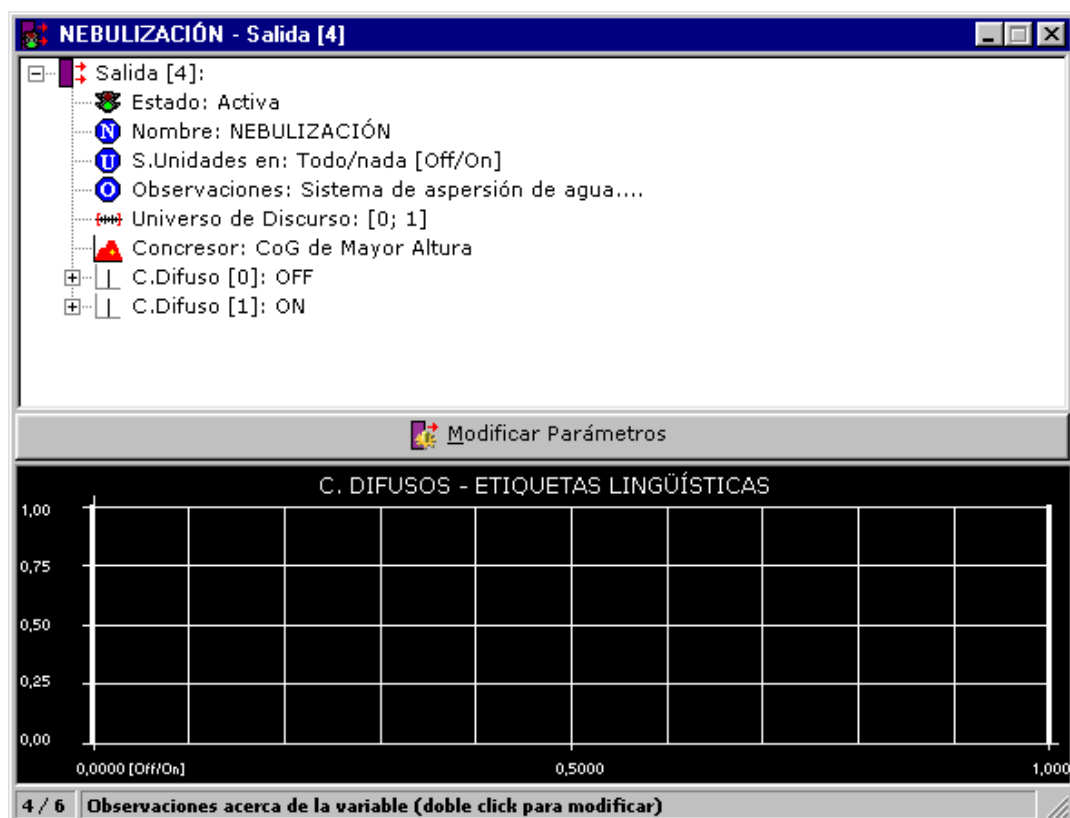 NEBULIZACIÓN - Salida [4]
Salida [4]:
Estado: Activa
N Nombre: NEBULIZACIÓN
U S.Unidades en: Todo/nada [Off/On]
O Observaciones: Sistema de aspersión de agua....
Universo de Discurso: [0; 1]
Concresor: CoG de Mayor Altura
C.Difuso [0]: OFF
C.Difuso [1]: ON
Modificar Parámetros
C. DIFUSOS - ETIQUETAS LINGÜÍSTICAS
1,00
0,75
0,50
0,25
0,00
0,0000 [Off/On] 0,5000 1,000
4 / 6 Observaciones acerca de la variable (doble click para modificar)